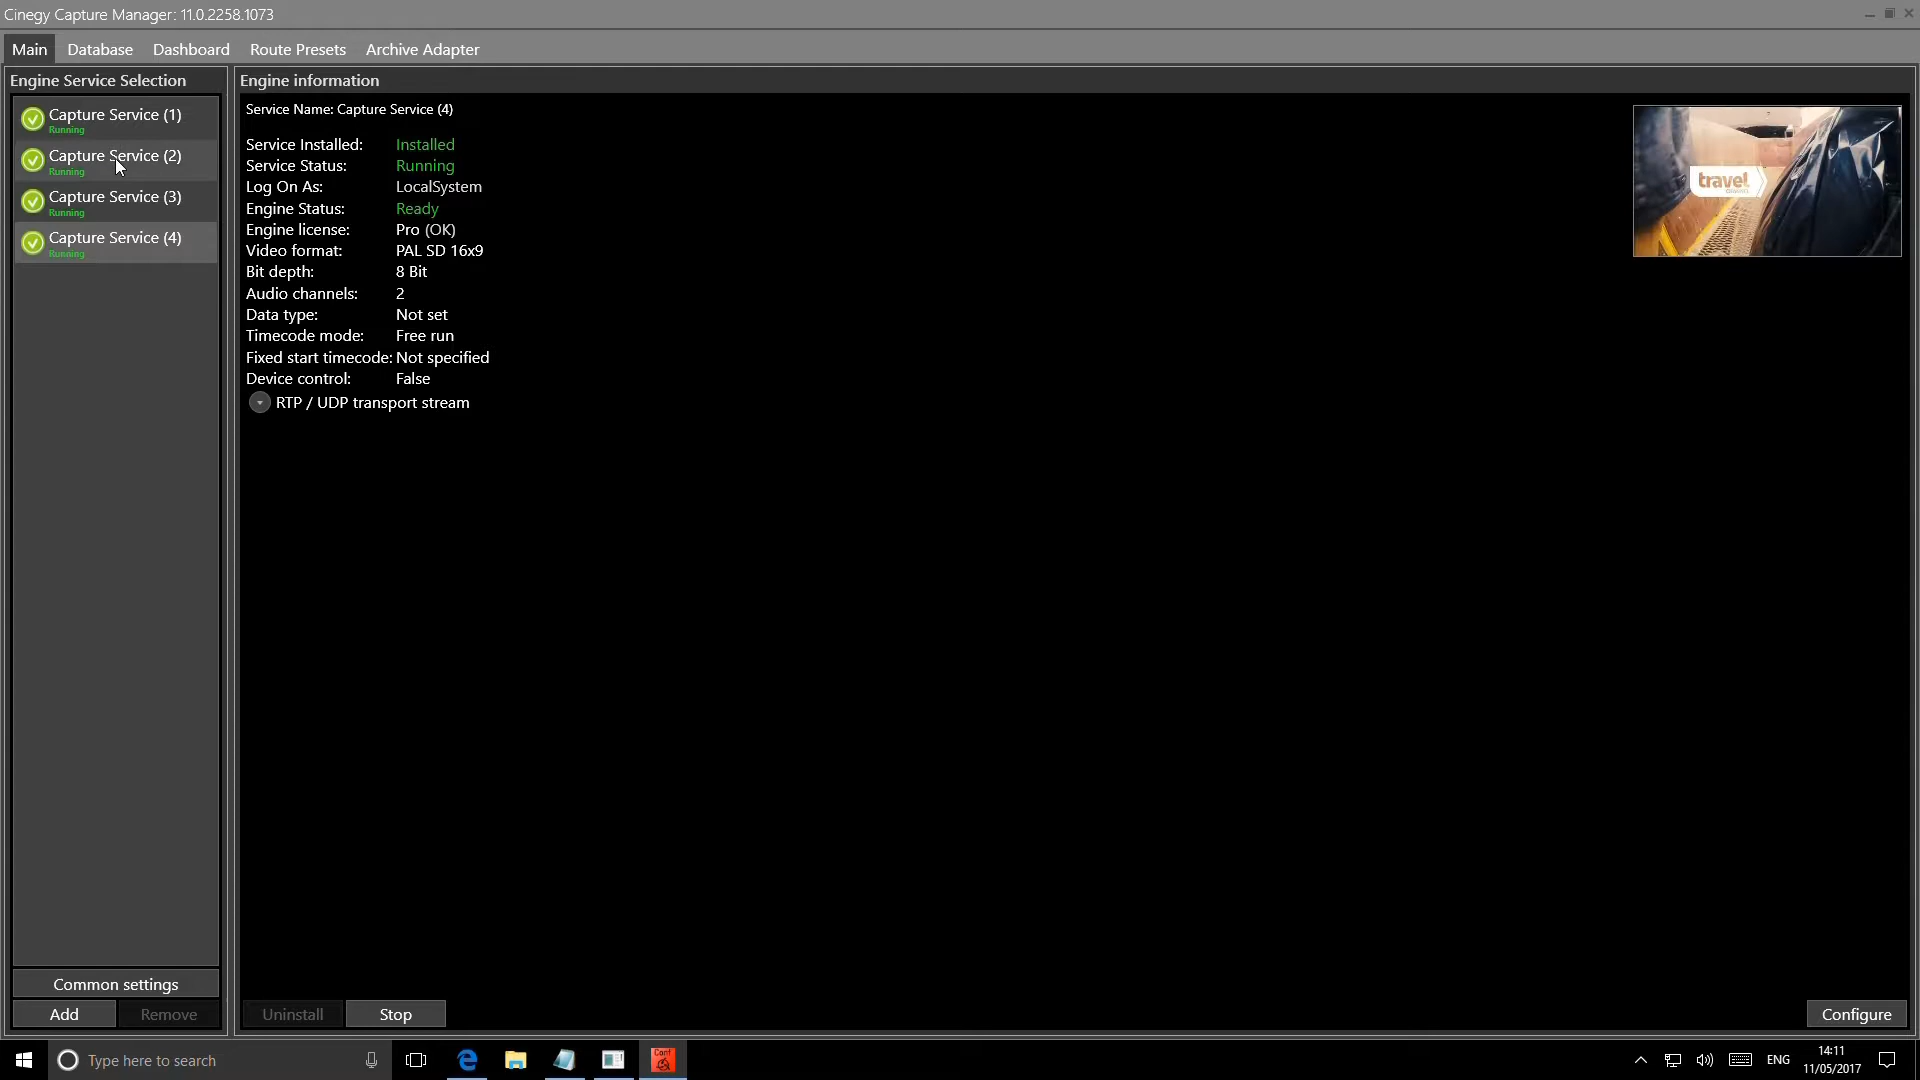 Cinegy Capture Manager: 11.0.2258.1073
Main Database Dashboard Route Presets Archive Adapter
Engine Service Selection
Capture Service (1)
Running
Capture Service (2)
Running
Capture Service (3)
Running
Capture Service (4)
Running
Common settings
Add Remove
Engine information
Service Name: Capture Service (4)
Service Installed: Installed
Service Status: Running
Log On As: LocalSystem
Engine Status: Ready
Engine license: Pro (OK)
Video format: PAL SD 16x9
Bit depth: 8 Bit
Audio channels: 2
Data type: Not set
Timecode mode: Free run
Fixed start timecode: Not specified
Device control: False
RTP / UDP transport stream
travel
CHANNEL
Uninstall Stop Configure
Type here to search
Conf
ENG
14:11
11/05/2017